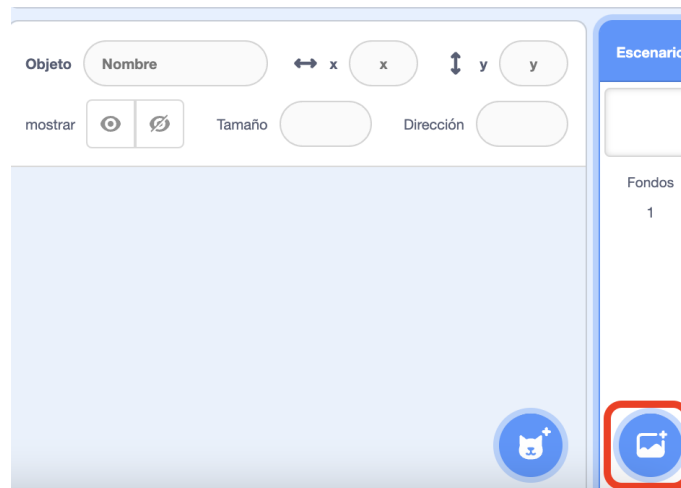 Objeto Nombre x x y y
mostrar Tamaño Dirección
Escenario
Fondos
1